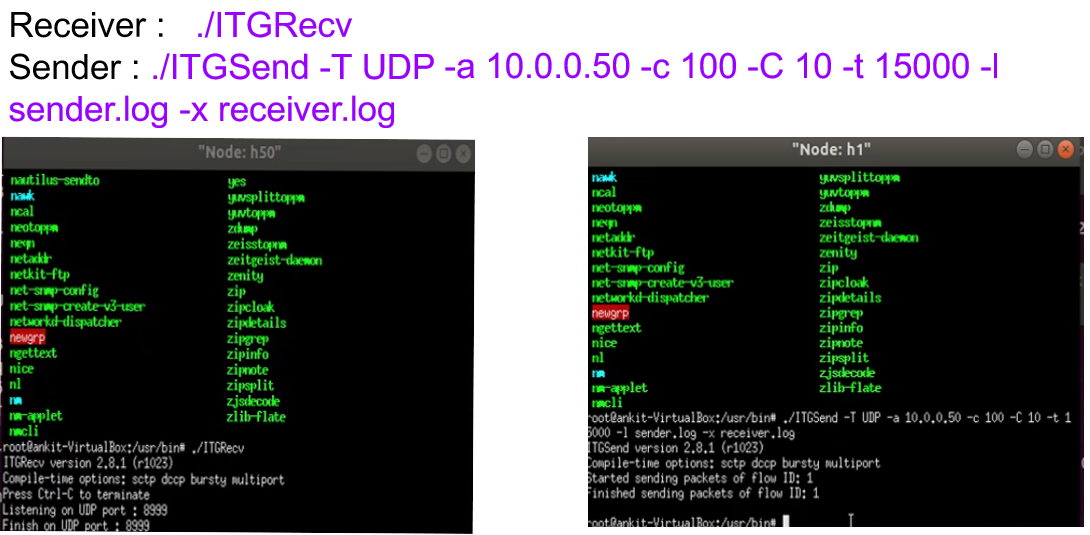 Receiver : ./ITGRecv
Sender : ./ITGSend -T UDP -a 10.0.0.50 -c 100 -C 10 -t 15000 -l
sender.log -x receiver.log
"Node: h50"
nautilus-sendto yes
nawk yuvsplittoppm
ncal yuvtoppm
neotoppm zdump
neqn zeisstopnm
netaddr zeitgeist-daemon
netkit-ftp zenity
net-snmp-config zip
net-snmp-create-v3-user zipcloak
networkd-dispatcher zipdetails
newgrp zipgrep
ngettext zipinfo
nice zipnote
nl zipsplit
nm zjsdecode
nm-applet zlib-flate
nmcli
root@ankit-VirtualBox:/usr/bin# ./ITGRecv
ITGRecv version 2.8.1 (r1023)
Compile-time options: sctp dccp bursty multiport
Press Ctrl-C to terminate
Listening on UDP port : 8999
Finish on UDP port : 8999
"Node: h1"
nawk yuvsplittoppm
ncal yuvtoppm
neotoppm zdump
neqn zeisstopnm
netaddr zeitgeist-daemon
netkit-ftp zenity
net-snmp-config zip
net-snmp-create-v3-user zipcloak
networkd-dispatcher zipdetails
newgrp zipgrep
ngettext zipinfo
nice zipnote
nl zipsplit
nm zjsdecode
nm-applet zlib-flate
nmcli
root@ankit-VirtualBox:/usr/bin# ./ITGSend -T UDP -a 10.0.0.50 -c 100 -C 10 -t 1
5000 -l sender.log -x receiver.log
ITGSend version 2.8.1 (r1023)
Compile-time options: sctp dccp bursty multiport
Started sending packets of flow ID: 1
Finished sending packets of flow ID: 1
root@ankit-VirtualBox:/usr/bin#